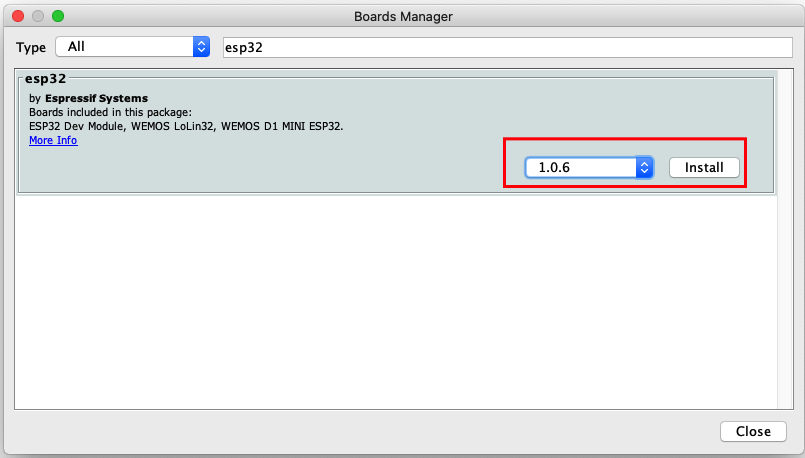 Boards Manager
Type All esp32
esp32
by Espressif Systems
Boards included in this package:
ESP32 Dev Module, WEMOS LoLin32, WEMOS D1 MINI ESP32.
More Info
1.0.6 Install
Close